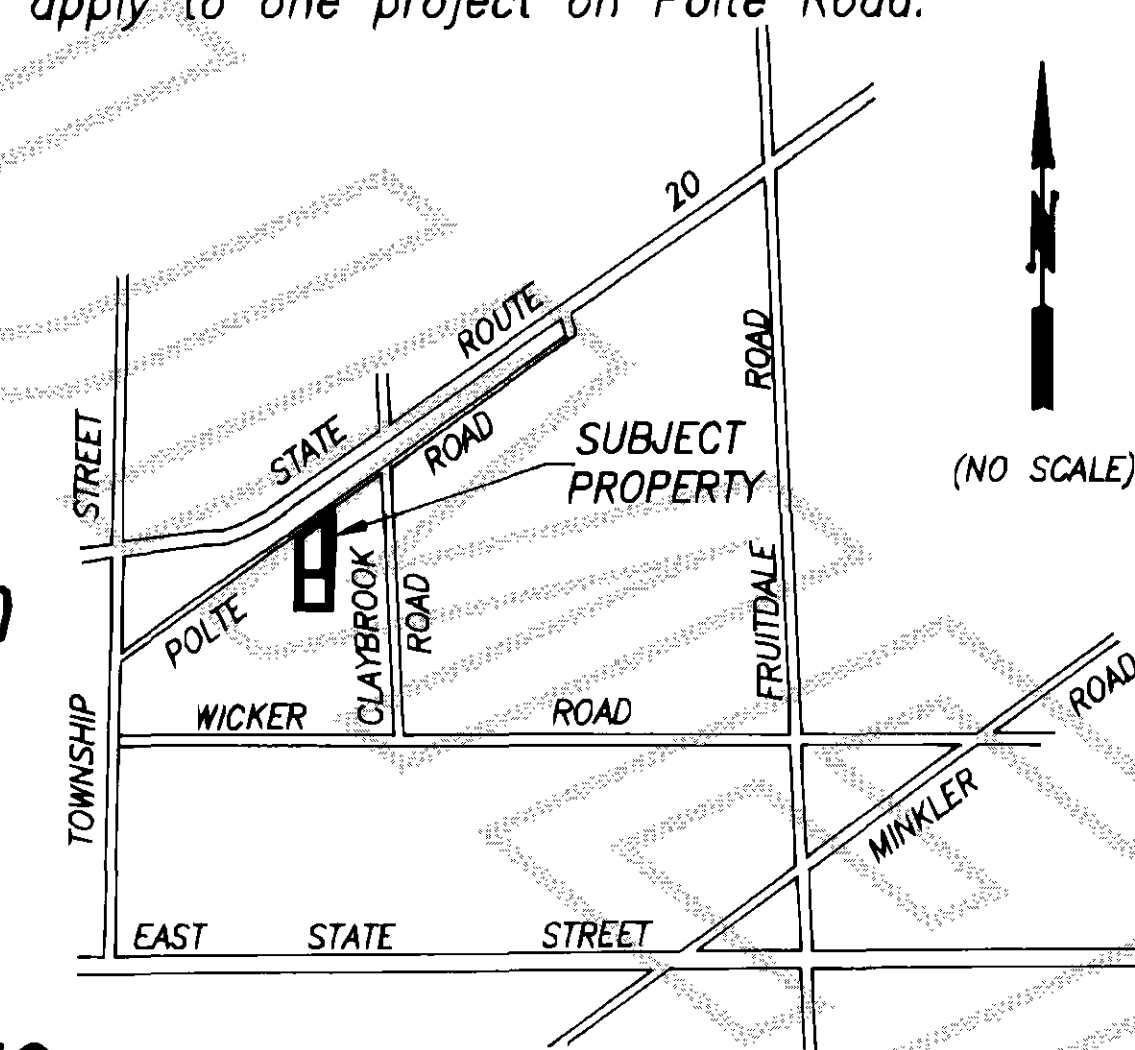 apply to one project on Polte Road.
20
ROUTE
STATE
ROAD
SUBJECT
PROPERTY
ROAD
N
(NO SCALE)
STREET
TOWNSHIP
POLTE
CLAYBROOK
ROAD
FRUITDALE
WICKER ROAD
ROAD
MINKLER
EAST STATE STREET